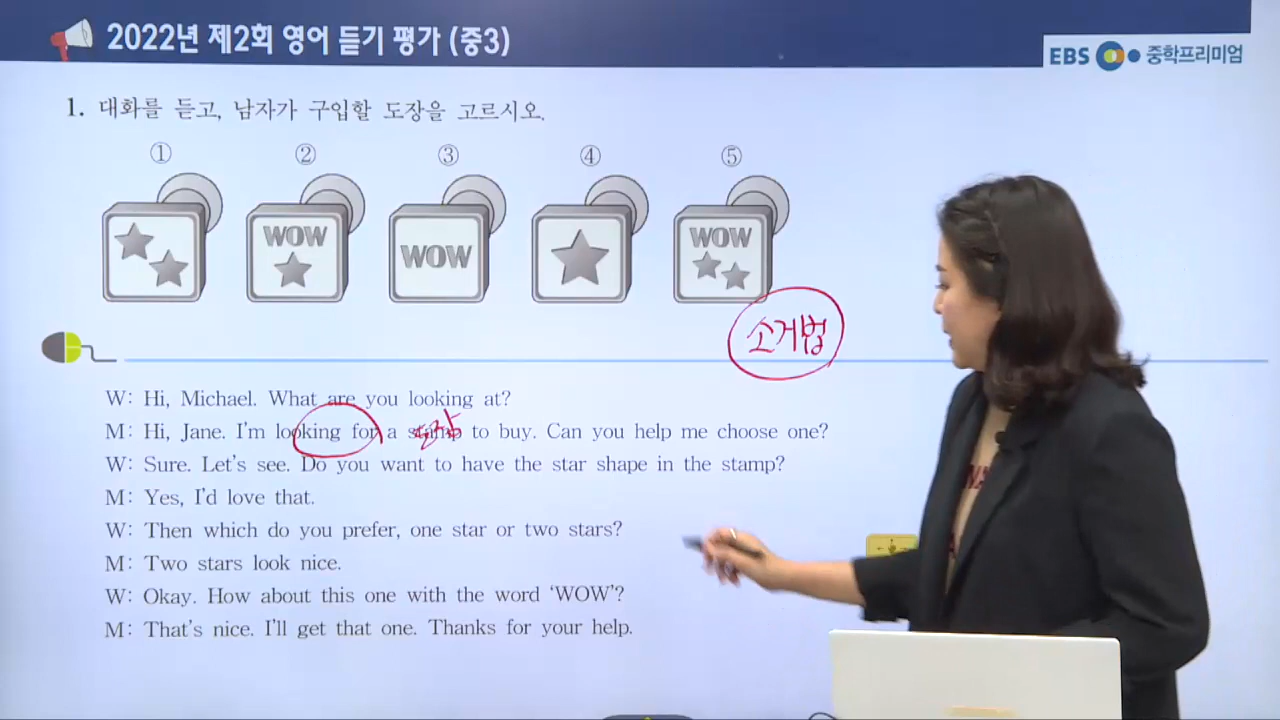 2022년 제2회 영어 듣기 평가 (중3)
EBS 중학프리미엄
1. 대화를 듣고, 남자가 구입할 도장을 고르시오.
① ② ③ ④ ⑤
WOW WOW WOW
소거법
W: Hi, Michael. What are you looking at?
M: Hi, Jane. I'm looking for a stamp to buy. Can you help me choose one?
W: Sure. Let's see. Do you want to have the star shape in the stamp?
M: Yes, I'd love that.
W: Then which do you prefer, one star or two stars?
M: Two stars look nice.
W: Okay. How about this one with the word 'WOW'?
M: That's nice. I'll get that one. Thanks for your help.